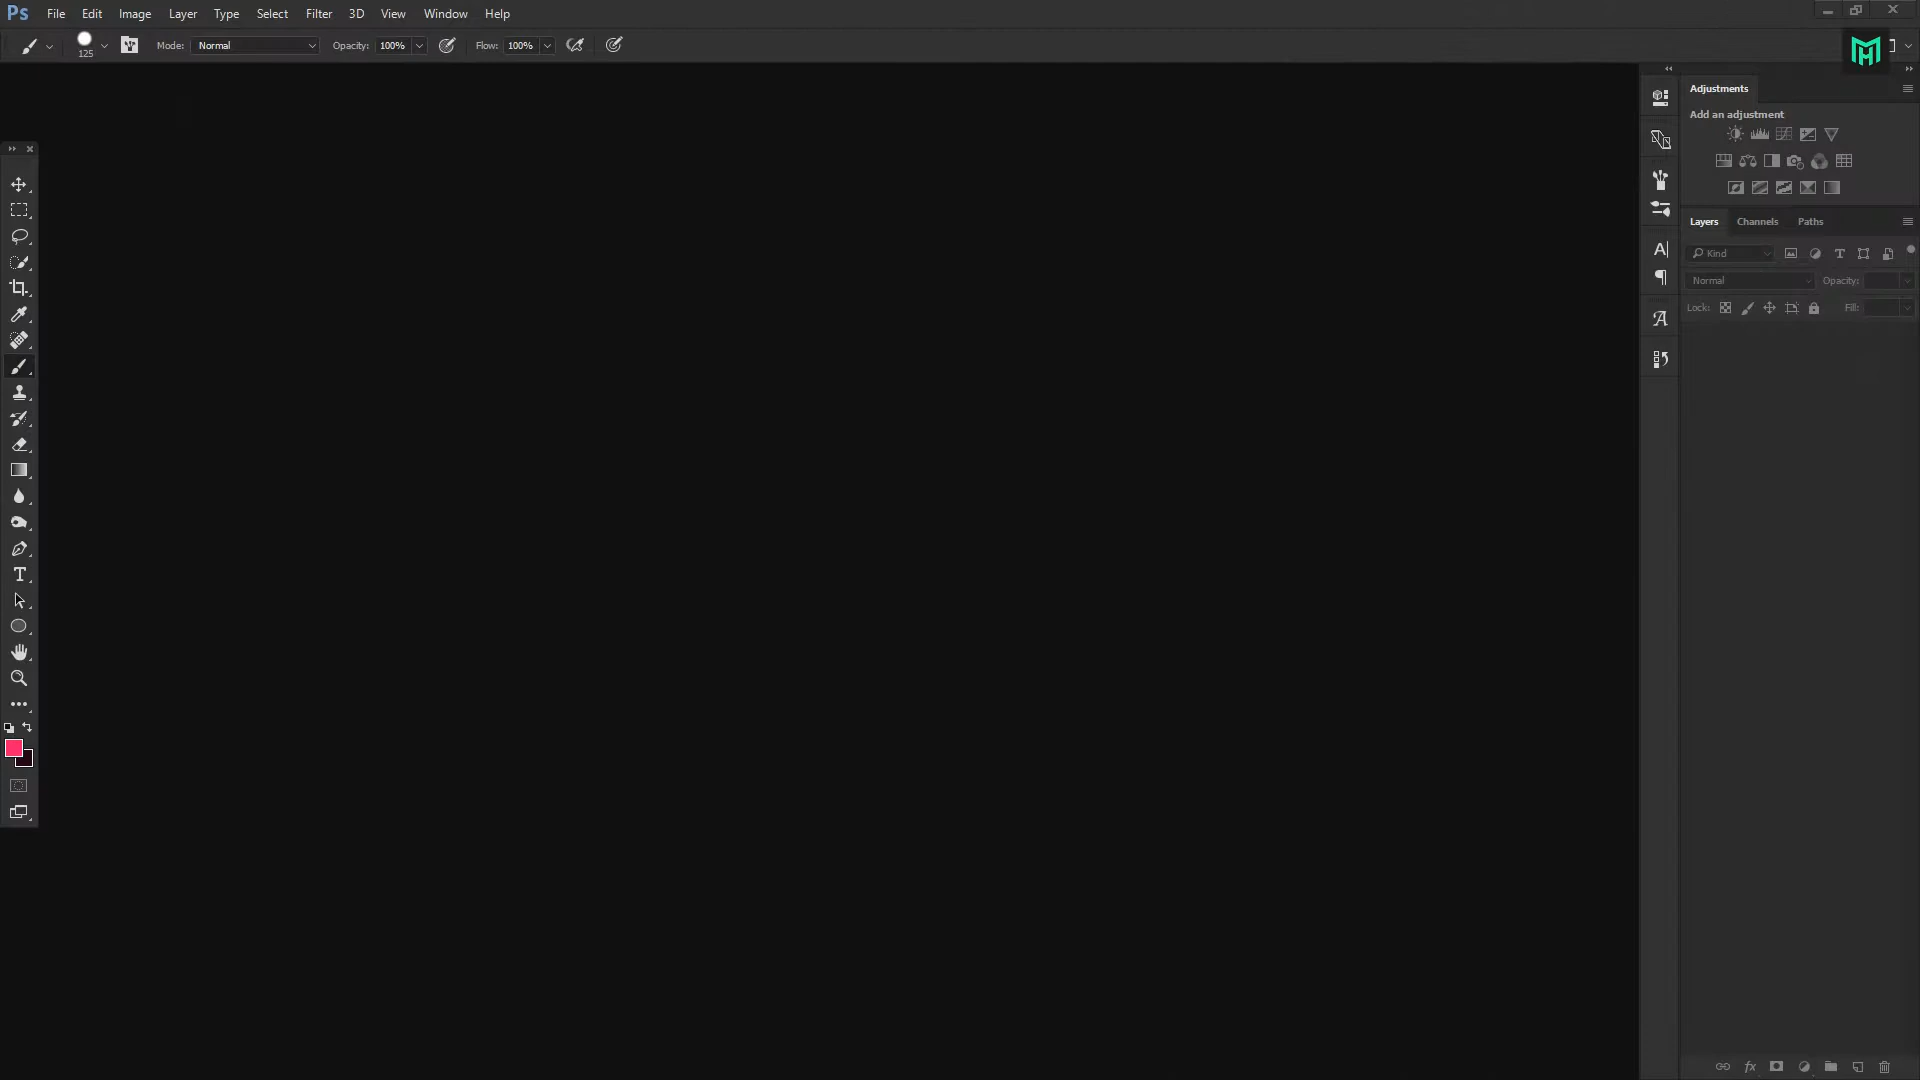 Ps File Edit Image Layer Type Select Filter 3D View Window Help
125 Mode: Normal Opacity: 100% Flow: 100%
Adjustments
Add an adjustment
Layers Channels Paths
Kind
Normal Opacity:
Lock: Fill: